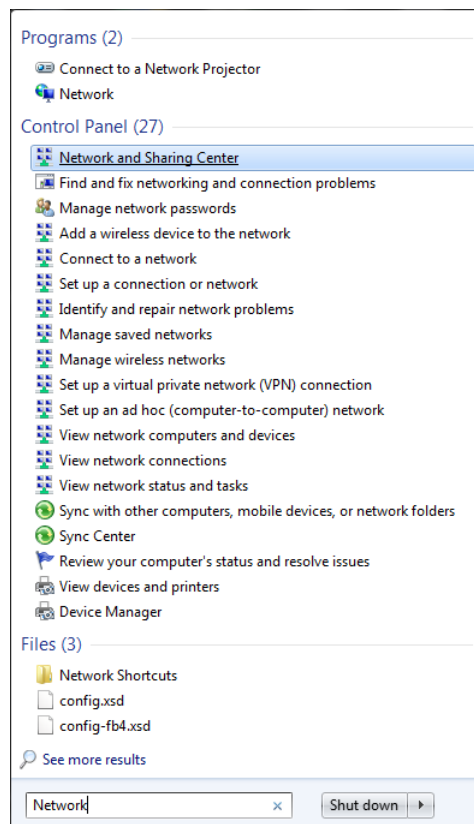 Programs (2)
Connect to a Network Projector
Network
Control Panel (27)
Network and Sharing Center
Find and fix networking and connection problems
Manage network passwords
Add a wireless device to the network
Connect to a network
Set up a connection or network
Identify and repair network problems
Manage saved networks
Manage wireless networks
Set up a virtual private network (VPN) connection
Set up an ad hoc (computer-to-computer) network
View network computers and devices
View network connections
View network status and tasks
Sync with other computers, mobile devices, or network folders
Sync Center
Review your computer's status and resolve issues
View devices and printers
Device Manager
Files (3)
Network Shortcuts
config.xsd
config-fb4.xsd
See more results
Network Shut down